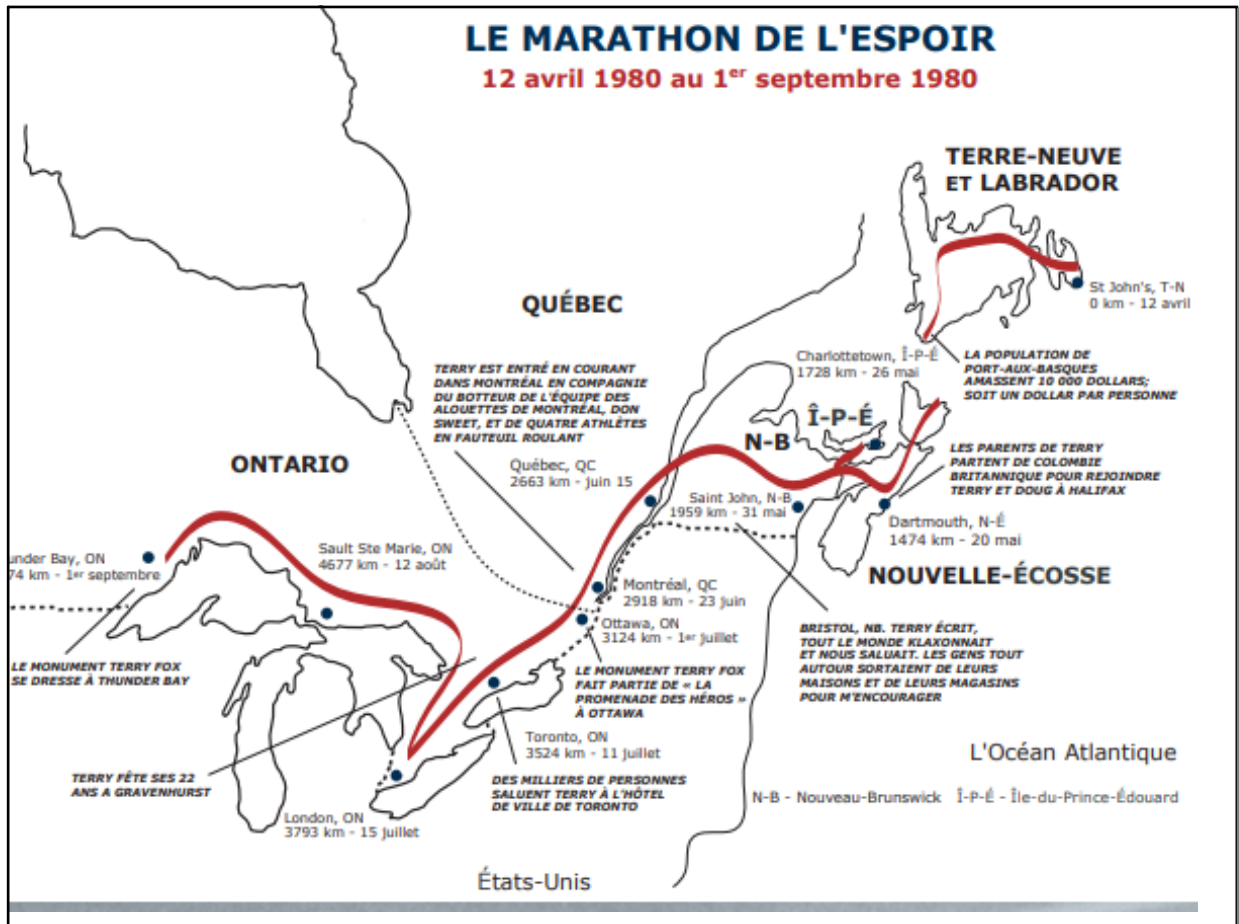 LE MARATHON DE L'ESPOIR
12 avril 1980 au 1er septembre 1980
TERRE-NEUVE
ET LABRADOR
St John's, T-N
0 km - 12 avril
QUÉBEC
Charlottetown, Î-P-É
1728 km - 26 mai
LA POPULATION DE
PORT-AUX-BASQUES
AMASSENT 10 000 DOLLARS;
SOIT UN DOLLAR PAR PERSONNE
TERRY EST ENTRÉ EN COURANT
DANS MONTRÉAL EN COMPAGNIE
DU BOTTEUR DE L'ÉQUIPE DES
ALOUETTES DE MONTRÉAL, DON
SWEET, ET DE QUATRE ATHLÈTES
EN FAUTEUIL ROULANT
Î-P-É
N-B
ONTARIO
Québec, QC
2663 km - juin 15
LES PARENTS DE TERRY
PARTENT DE COLOMBIE
BRITANNIQUE POUR REJOINDRE
TERRY ET DOUG À HALIFAX
Saint John, N-B
1959 km - 31 mai
Dartmouth, N-É
1474 km - 20 mai
Sault Ste Marie, ON
4677 km - 12 août
under Bay, ON
74 km - 1er septembre
NOUVELLE-ÉCOSSE
Montréal, QC
2918 km - 23 juin
Ottawa, ON
3124 km - 1er juillet
BRISTOL, NB. TERRY ÉCRIT,
TOUT LE MONDE KLAXONNAIT
ET NOUS SALUAIT. LES GENS TOUT
AUTOUR SORTAIENT DE LEURS
MAISONS ET DE LEURS MAGASINS
POUR M'ENCOURAGER
LE MONUMENT TERRY FOX
SE DRESSE À THUNDER BAY
LE MONUMENT TERRY FOX
FAIT PARTIE DE « LA
PROMENADE DES HÉROS »
À OTTAWA
Toronto, ON
3524 km - 11 juillet
L'Océan Atlantique
TERRY FÊTE SES 22
ANS A GRAVENHURST
DES MILLIERS DE PERSONNES
SALUENT TERRY À L'HÔTEL
DE VILLE DE TORONTO
N-B - Nouveau-Brunswick Î-P-É - Île-du-Prince-Édouard
London, ON
3793 km - 15 juillet
États-Unis